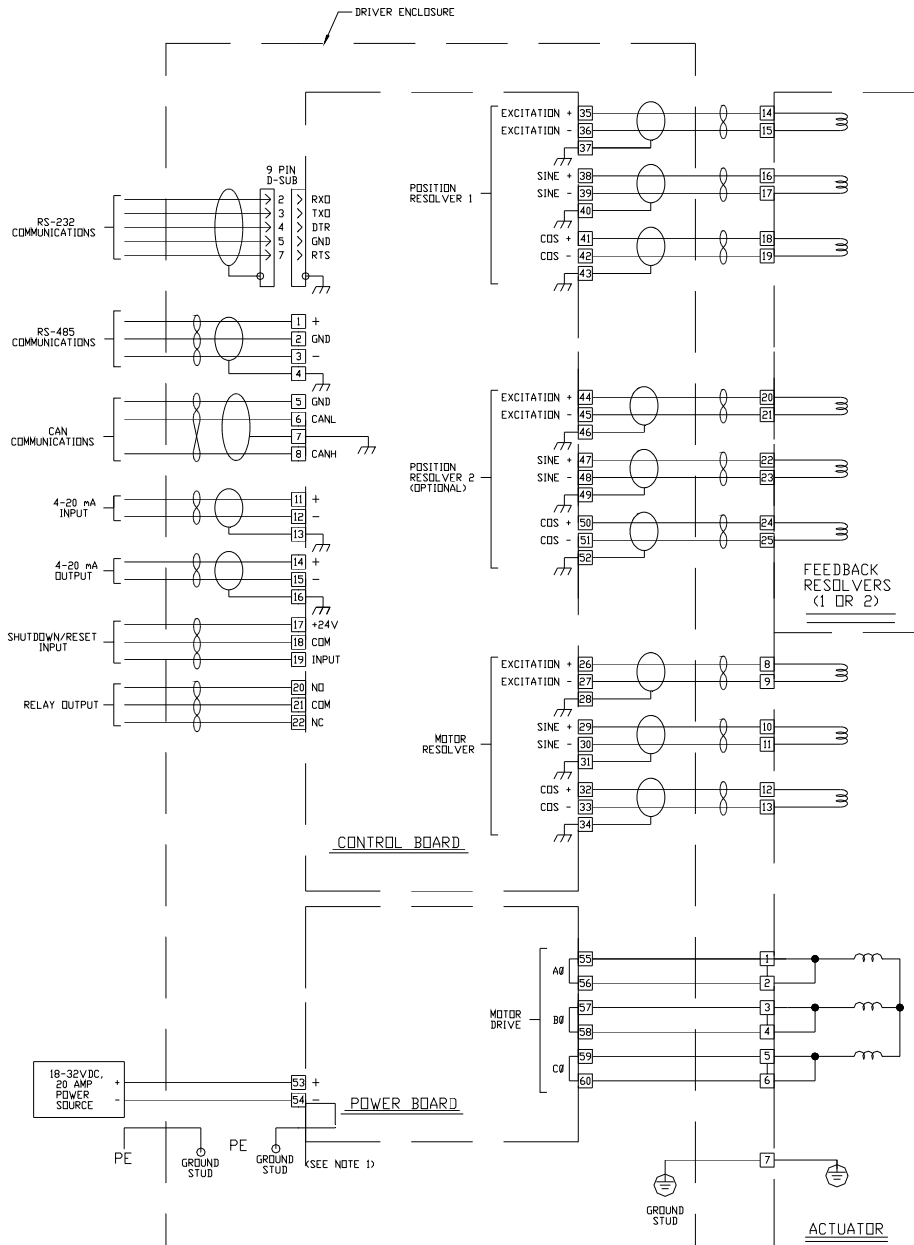 DRIVER ENCLOSURE
9 PIN
D-SUB
RS-232
COMMUNICATIONS
2 RXD
3 TXD
4 DTR
5 GND
7 RTS
RS-485
COMMUNICATIONS
1 +
2 GND
3 -
4
CAN
COMMUNICATIONS
5 GND
6 CANL
7
8 CANH
4-20 mA
INPUT
11 +
12 -
13
4-20 mA
OUTPUT
14 +
15 -
16
SHUTDOWN/RESET
INPUT
17 +24V
18 COM
19 INPUT
RELAY OUTPUT
20 NO
21 COM
22 NC
POSITION
RESOLVER 1
EXCITATION + 35 14
EXCITATION - 36 15
37
SINE + 38 16
SINE - 39 17
40
COS + 41 18
COS - 42 19
43
POSITION
RESOLVER 2
(OPTIONAL)
EXCITATION + 44 20
EXCITATION - 45 21
46
SINE + 47 22
SINE - 48 23
49
COS + 50 24
COS - 51 25
52
FEEDBACK
RESOLVERS
(1 OR 2)
MOTOR
RESOLVER
EXCITATION + 26 8
EXCITATION - 27 9
28
SINE + 29 10
SINE - 30 11
31
COS + 32 12
COS - 33 13
34
CONTROL BOARD
MOTOR
DRIVE
AØ
55 1
56 2
BØ
57 3
58 4
CØ
59 5
60 6
18-32VDC,
20 AMP
POWER
SOURCE
+ 53 +
- 54 -
POWER BOARD
PE
GROUND
STUD
PE
GROUND
STUD
(SEE NOTE 1)
7
GROUND
STUD
ACTUATOR